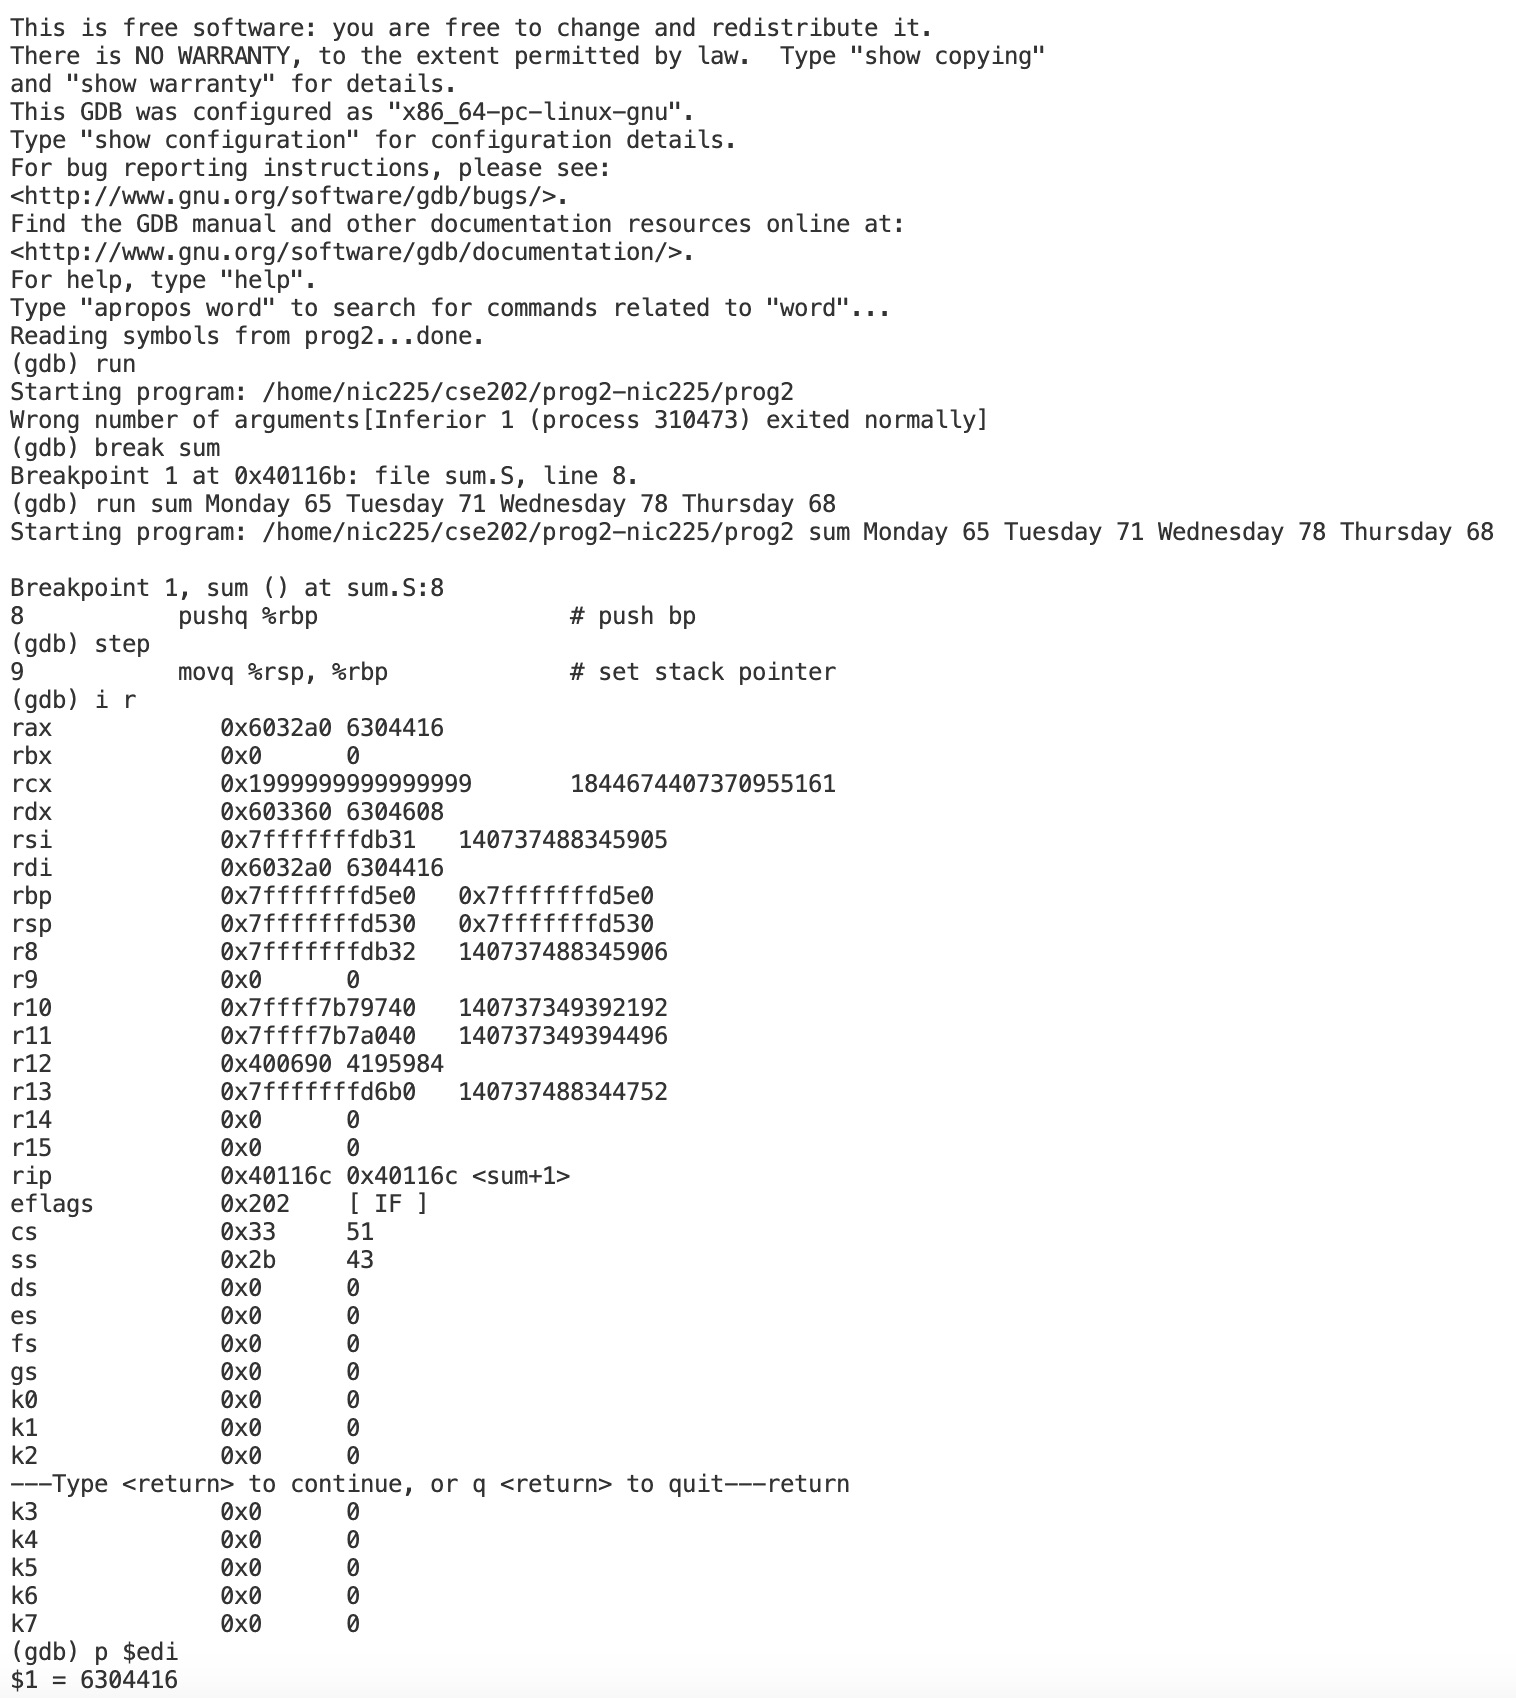 This is free software: you are free to change and redistribute it.
There is NO WARRANTY, to the extent permitted by law.  Type "show copying"
and "show warranty" for details.
This GDB was configured as "x86_64-pc-linux-gnu".
Type "show configuration" for configuration details.
For bug reporting instructions, please see:
<http://www.gnu.org/software/gdb/bugs/>.
Find the GDB manual and other documentation resources online at:
<http://www.gnu.org/software/gdb/documentation/>.
For help, type "help".
Type "apropos word" to search for commands related to "word"...
Reading symbols from prog2...done.
(gdb) run
Starting program: /home/nic225/cse202/prog2-nic225/prog2
Wrong number of arguments[Inferior 1 (process 310473) exited normally]
(gdb) break sum
Breakpoint 1 at 0x40116b: file sum.S, line 8.
(gdb) run sum Monday 65 Tuesday 71 Wednesday 78 Thursday 68
Starting program: /home/nic225/cse202/prog2-nic225/prog2 sum Monday 65 Tuesday 71 Wednesday 78 Thursday 68
Breakpoint 1, sum () at sum.S:8
8           pushq %rbp                  # push bp
(gdb) step
9           movq %rsp, %rbp             # set stack pointer
(gdb) i r
rax            0x6032a0 6304416
rbx            0x0      0
rcx            0x1999999999999999       1844674407370955161
rdx            0x603360 6304608
rsi            0x7fffffffdb31   140737488345905
rdi            0x6032a0 6304416
rbp            0x7fffffffd5e0   0x7fffffffd5e0
rsp            0x7fffffffd530   0x7fffffffd530
r8             0x7fffffffdb32   140737488345906
r9             0x0      0
r10            0x7ffff7b79740   140737349392192
r11            0x7ffff7b7a040   140737349394496
r12            0x400690 4195984
r13            0x7fffffffd6b0   140737488344752
r14            0x0      0
r15            0x0      0
rip            0x40116c 0x40116c <sum+1>
eflags         0x202    [ IF ]
cs             0x33     51
ss             0x2b     43
ds             0x0      0
es             0x0      0
fs             0x0      0
gs             0x0      0
k0             0x0      0
k1             0x0      0
k2             0x0      0
---Type <return> to continue, or q <return> to quit---return
k3             0x0      0
k4             0x0      0
k5             0x0      0
k6             0x0      0
k7             0x0      0
(gdb) p $edi
$1 = 6304416